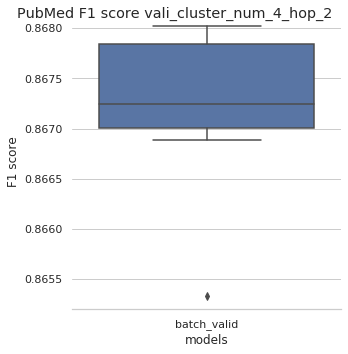 PubMed F1 score vali_cluster_num_4_hop_2
0.8680
0.8675
0.8670
0.8665
0.8660
0.8655
F1 score
batch_valid
models